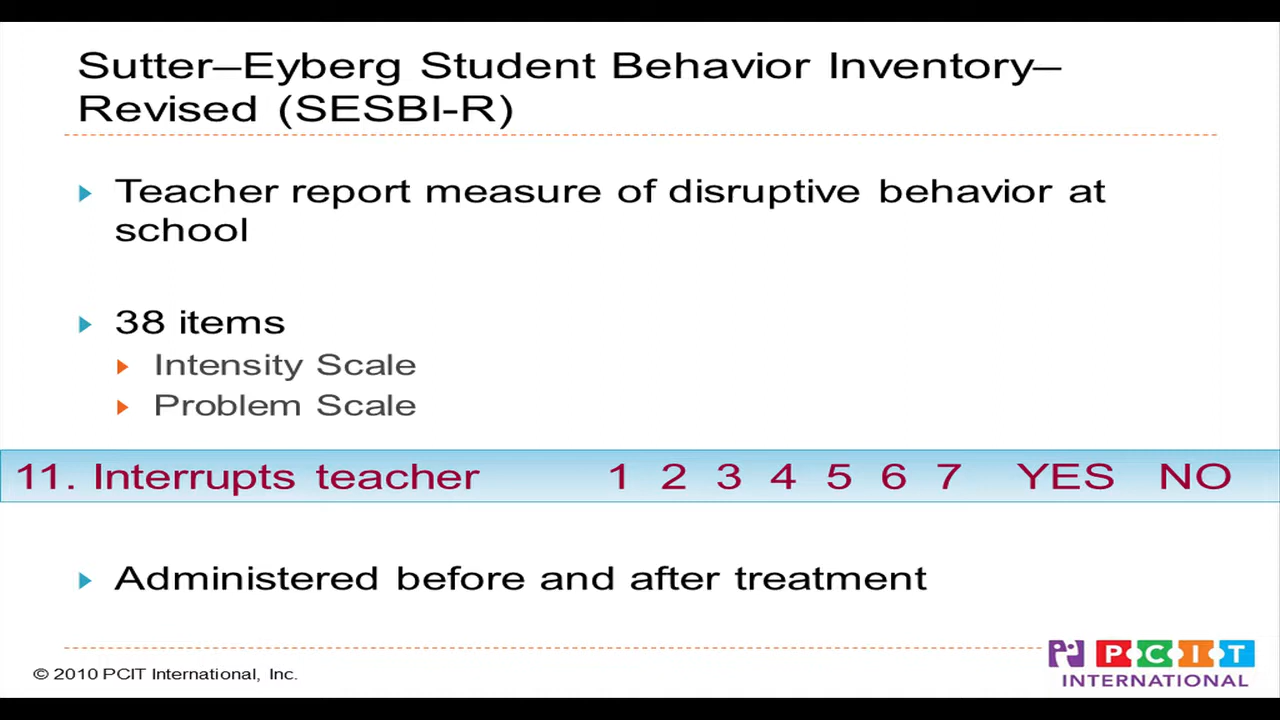 Sutter–Eyberg Student Behavior Inventory–
Revised (SESBI-R)
Teacher report measure of disruptive behavior at
school
38 items
Intensity Scale
Problem Scale
11. Interrupts teacher 1 2 3 4 5 6 7 YES NO
Administered before and after treatment
© 2010 PCIT International, Inc.
PCIT
INTERNATIONAL